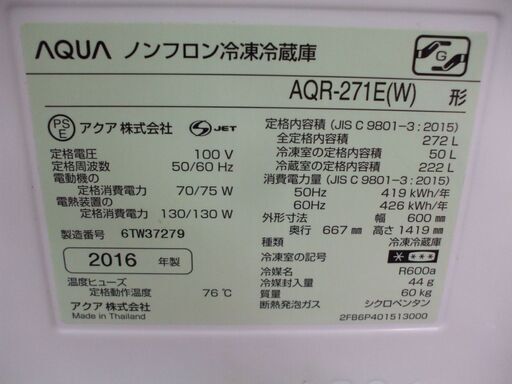 AQUA ノンフロン冷凍冷蔵庫
G
AQR-271E(W) 形
PS
E
アクア株式会社
S JET
定格電圧 100 V
定格周波数 50/60 Hz
電動機の
定格消費電力 70/75 W
電熱装置の
定格消費電力 130/130 W
製造番号 6TW37279
2016 年製
温度ヒューズ
定格動作温度 76 ℃
アクア株式会社
Made in Thailand
定格内容積 (JIS C 9801-3 : 2015)
全定格内容積 272 L
冷凍室の定格内容積 50 L
冷蔵室の定格内容積 222 L
消費電力量 (JIS C 9801-3 : 2015)
50Hz 419 kWh/年
60Hz 426 kWh/年
外形寸法 幅 600 mm
奥行 667 mm 高さ 1419 mm
種類 冷凍冷蔵庫
冷凍室の記号 * ***
冷媒名 R600a
冷媒封入量 44 g
質量 60 kg
断熱発泡ガス シクロペンタン
2FB6P401513000